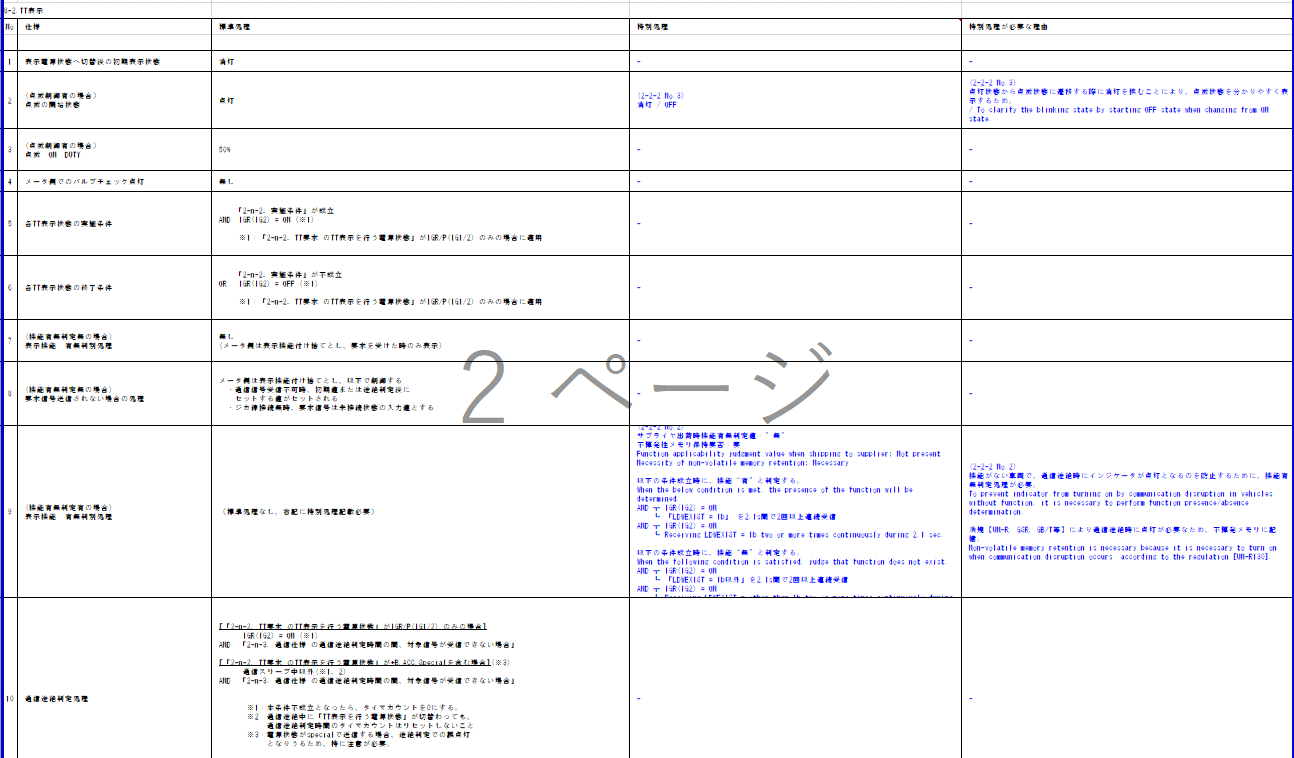 3-2.TT表示
No 仕様 標準処理 特別処理 特別処理が必要な理由
1 表示電源状態へ切替後の初期表示状態 消灯 - -
2
(点滅制御有の場合)
点滅の開始状態
点灯
(2-2-2 No.3)
消灯 / OFF
(2-2-2 No.3)
点灯状態から点滅状態に遷移する際に消灯を挟むことにより、点滅状態を分かりやすく表
示するため。
/ To clarify the blinking state by starting OFF state when changing from ON
state.
3
(点滅制御有の場合)
点滅 ON DUTY
50% - -
4 メータ側でのバルブチェック点灯 無し - -
5 各TT表示状態の実施条件
『2-n-2. 実施条件』が成立
AND IGR(IG2) = ON (※1)
※1:『2-n-2. TT要求 のTT表示を行う電源状態』がIGR/P(IG1/2) のみの場合に適用
- -
6 各TT表示状態の終了条件
『2-n-2. 実施条件』が不成立
OR IGR(IG2) = OFF (※1)
※1:『2-n-2. TT要求 のTT表示を行う電源状態』がIGR/P(IG1/2) のみの場合に適用
- -
7
(機能有無判定無の場合)
表示機能 有無判別処理
無し
(メータ側は表示機能付け捨てとし、要求を受けた時のみ表示)
- -
8
(機能有無判定無の場合)
要求信号送信されない場合の処理
メータ側は表示機能付け捨てとし、以下で制御する
・通信信号受信不可時、初期値または途絶判定後に
セットする値がセットされる
・ジカ線接続無時、要求信号は未接続状態の入力値とする
- -
9
(機能有無判定有の場合)
表示機能 有無判別処理
(標準処理なし、右記に特別処理記載必要)
(2-2-2 No.2)
サプライヤ出荷時機能有無判定値:"無"
不揮発性メモリ保持要否:要
Function applicability judgment value when shipping to supplier: Not present
Necessity of non-volatile memory retention: Necessary
以下の条件成立時に、機能"有"と判定する。
When the below condition is met, the presence of the function will be
determined.
AND ┬ IGR(IG2) = ON
┗ 『LDWEXIST = 1b』 を2.1s間で2回以上連続受信
AND ┬ IGR(IG2) = ON
┗ Receiving LDWEXIST = 1b two or more times continuously during 2.1 sec.
以下の条件成立時に、機能"無"と判定する。
When the following condition is satisfied, judge that function does not exist.
AND ┬ IGR(IG2) = ON
┗ 『LDWEXIST = 1b以外』を2.1s間で2回以上連続受信
AND ┬ IGR(IG2) = ON
(2-2-2 No.2)
機能がない車両で、通信途絶時にインジケータが点灯となるのを防止するために、機能有
無判定処理が必要。
To prevent indicator from turning on by communication disruption in vehicles
without function, it is necessary to perform function presence/absence
determination.
法規【UN-R, GSR, GB/T等】により通信途絶時に点灯が必要なため、不揮発メモリに記
憶
Non-volatile memory retention is necessary because it is necessary to turn on
when communication disruption occurs according to the regulation [UN-R130].
10 通信途絶判定処理
[『2-n-2. TT要求 のTT表示を行う電源状態』がIGR/P(IG1/2) のみの場合]
IGR(IG2) = ON (※1)
AND 『2-n-3. 通信仕様 の通信途絶判定時間の間、対象信号が受信できない場合』
[『2-n-2. TT要求 のTT表示を行う電源状態』が+B,ACC,Specialを含む場合](※3)
通信スリープ中以外(※1, 2)
AND 『2-n-3. 通信仕様 の通信途絶判定時間の間、対象信号が受信できない場合』
※1:本条件不成立となったら、タイマカウントを0にする。
※2:通信途絶中に『TT表示を行う電源状態』が切替わっても、
通信途絶判定時間のタイマカウントはリセットしないこと
※3:電源状態がspecialで送信する場合、途絶判定での誤点灯
となりうるため、特に注意が必要。
- -
2 ページ